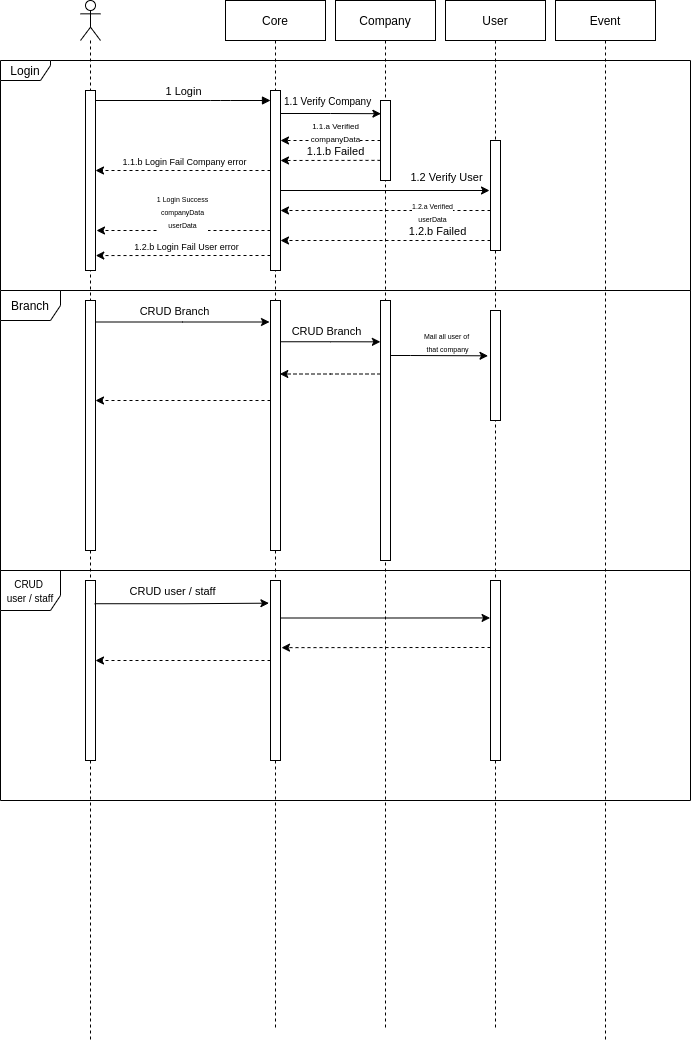 Core
Company
User
Event
Login
1 Login
1.1 Verify Company
1.1.a Verified
companyData
1.1.b Failed
1.1.b Login Fail Company error
1.2 Verify User
1 Login Success
companyData
userData
1.2.a Verified
userData
1.2.b Failed
1.2.b Login Fail User error
Branch
CRUD Branch
CRUD Branch
Mail all user of
that company
CRUD
user / staff
CRUD user / staff